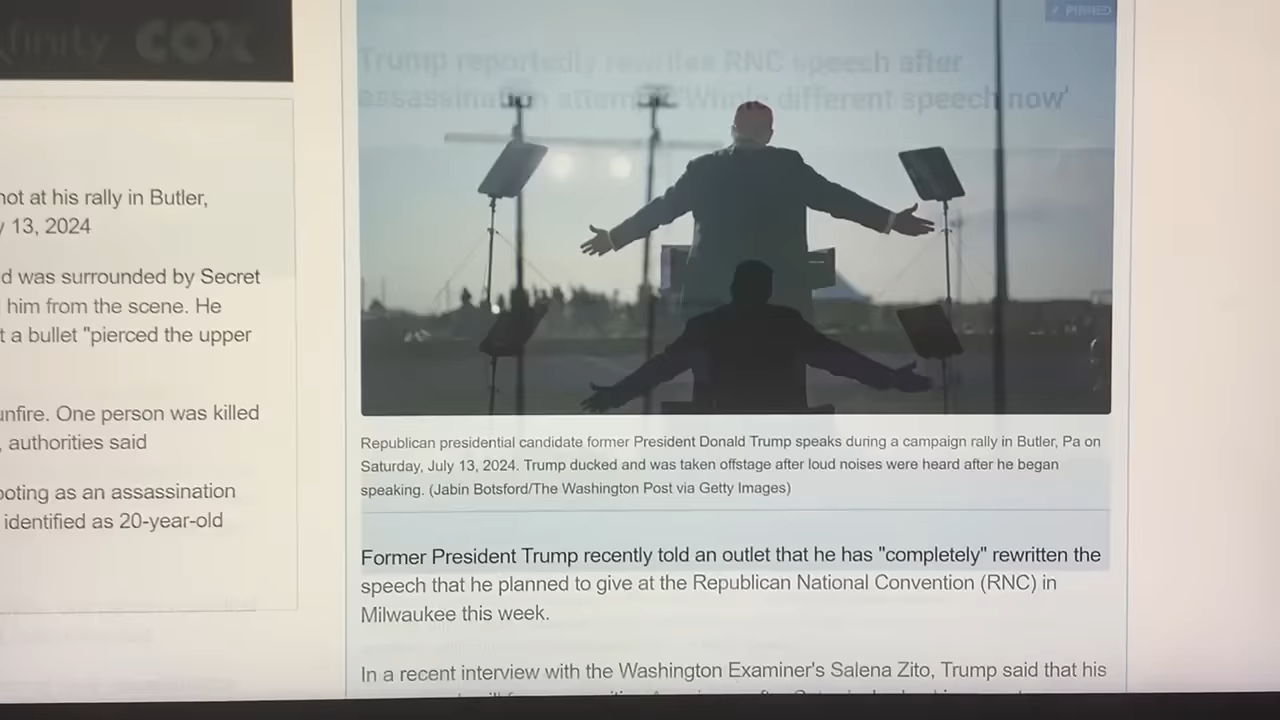 finity COX
not at his rally in Butler,
13, 2024
d was surrounded by Secret
him from the scene. He
t a bullet "pierced the upper
unfire. One person was killed
, authorities said
ooting as an assassination
identified as 20-year-old
PINNED
Trump reportedly rewrites RNC speech after
assassination attempt: 'Whole different speech now'
Republican presidential candidate former President Donald Trump speaks during a campaign rally in Butler, Pa on
Saturday, July 13, 2024. Trump ducked and was taken offstage after loud noises were heard after he began
speaking. (Jabin Botsford/The Washington Post via Getty Images)
Former President Trump recently told an outlet that he has "completely" rewritten the
speech that he planned to give at the Republican National Convention (RNC) in
Milwaukee this week.
In a recent interview with the Washington Examiner's Salena Zito, Trump said that his